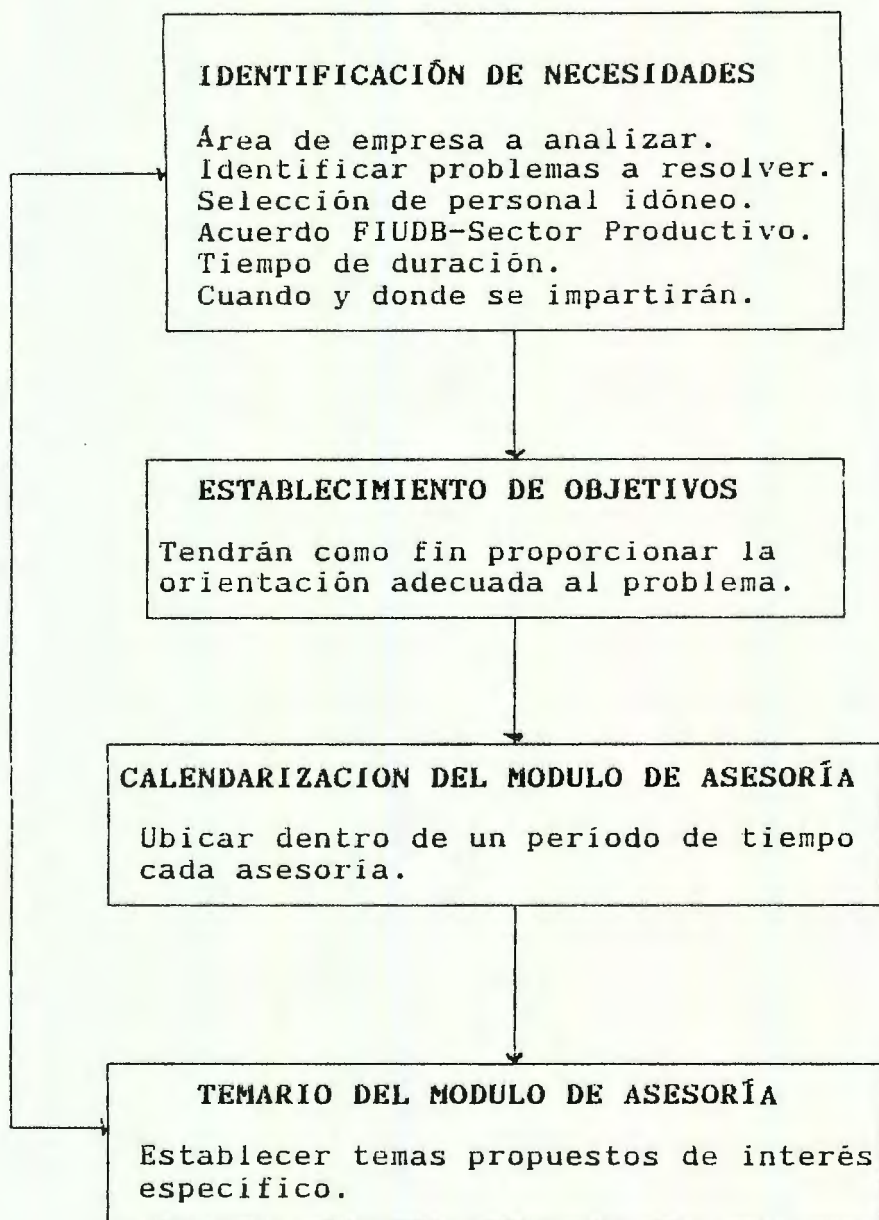 IDENTIFICACIÓN DE NECESIDADES
Área de empresa a analizar.
Identificar problemas a resolver.
Selección de personal idóneo.
Acuerdo FIUDB-Sector Productivo.
Tiempo de duración.
Cuando y donde se impartirán.
ESTABLECIMIENTO DE OBJETIVOS
Tendrán como fin proporcionar la
orientación adecuada al problema.
CALENDARIZACION DEL MODULO DE ASESORÍA
Ubicar dentro de un período de tiempo
cada asesoría.
TEMARIO DEL MODULO DE ASESORÍA
Establecer temas propuestos de interés
específico.